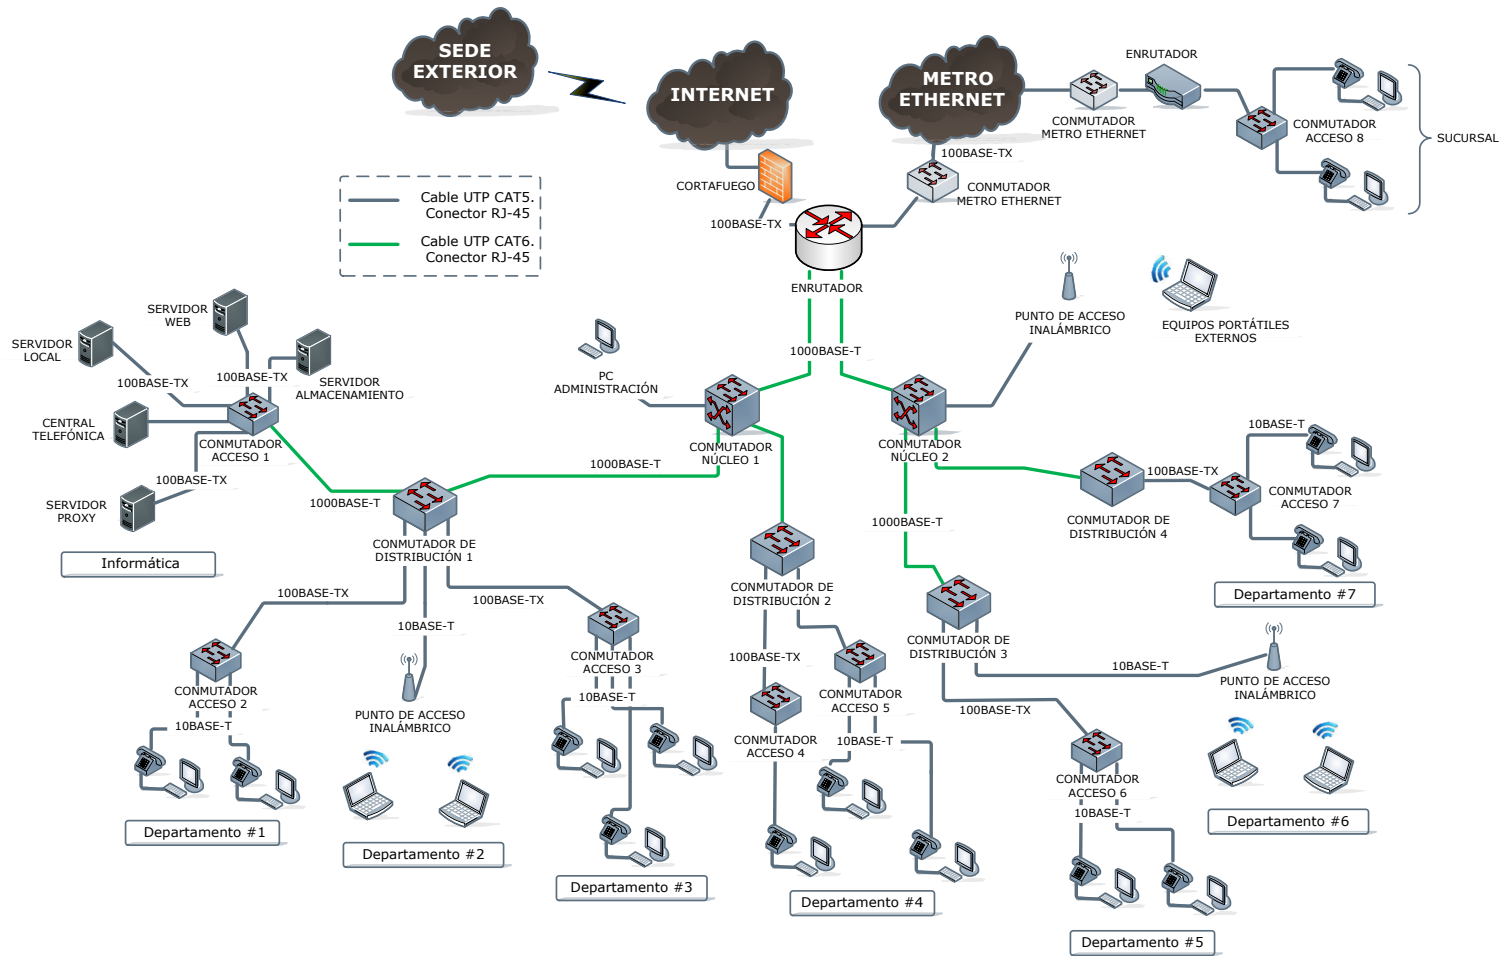 SEDE
EXTERIOR
INTERNET
METRO
ETHERNET
ENRUTADOR
CONMUTADOR
METRO ETHERNET
CONMUTADOR
ACCESO 8
SUCURSAL
100BASE-TX
CORTAFUEGO
CONMUTADOR
METRO ETHERNET
100BASE-TX
Cable UTP CAT5.
Conector RJ-45
Cable UTP CAT6.
Conector RJ-45
ENRUTADOR
SERVIDOR
WEB
SERVIDOR
LOCAL
PUNTO DE ACCESO
INALÁMBRICO
EQUIPOS PORTÁTILES
EXTERNOS
1000BASE-T
100BASE-TX
100BASE-TX
SERVIDOR
ALMACENAMIENTO
PC
ADMINISTRACIÓN
CENTRAL
TELEFÓNICA
CONMUTADOR
ACCESO 1
CONMUTADOR
NÚCLEO 1
CONMUTADOR
NÚCLEO 2
10BASE-T
1000BASE-T
100BASE-TX
100BASE-TX
SERVIDOR
PROXY
1000BASE-T
CONMUTADOR
ACCESO 7
CONMUTADOR DE
DISTRIBUCIÓN 4
1000BASE-T
CONMUTADOR DE
DISTRIBUCIÓN 1
Informática
CONMUTADOR DE
DISTRIBUCIÓN 2
Departamento #7
100BASE-TX
100BASE-TX
10BASE-T
CONMUTADOR DE
DISTRIBUCIÓN 3
100BASE-TX
CONMUTADOR
ACCESO 3
10BASE-T
10BASE-T
PUNTO DE ACCESO
INALÁMBRICO
CONMUTADOR
ACCESO 2
10BASE-T
CONMUTADOR
ACCESO 5
100BASE-TX
PUNTO DE ACCESO
INALÁMBRICO
CONMUTADOR
ACCESO 4
10BASE-T
CONMUTADOR
ACCESO 6
10BASE-T
Departamento #1
Departamento #2
Departamento #3
Departamento #4
Departamento #6
Departamento #5